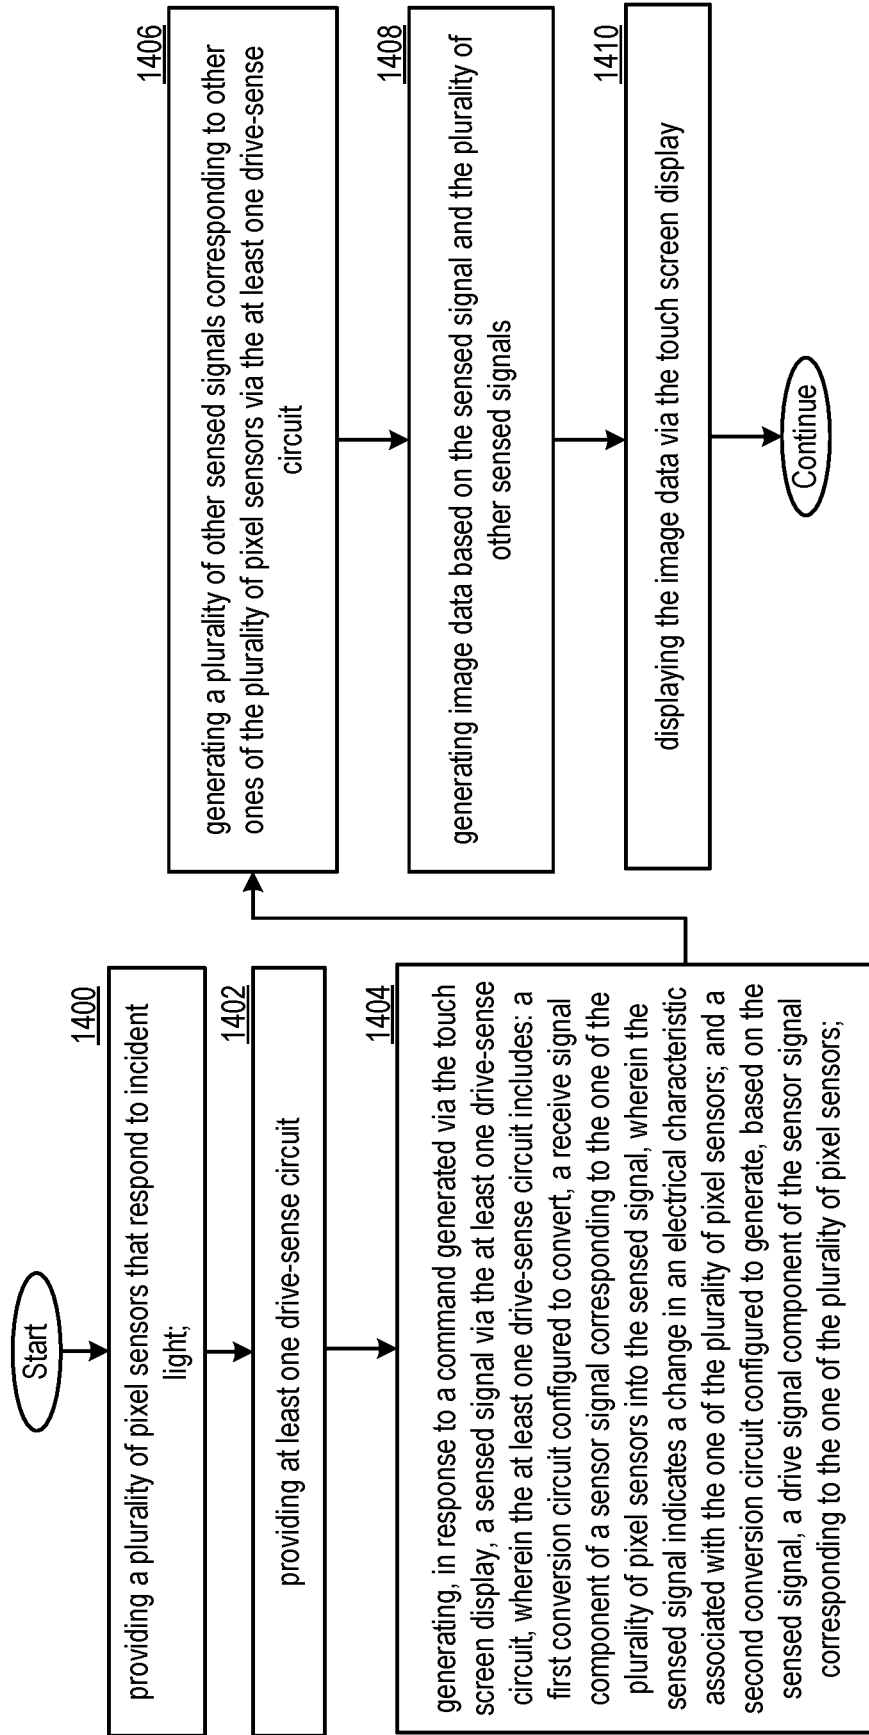 Start
1400
providing a plurality of pixel sensors that respond to incident
light;
1402
providing at least one drive-sense circuit
1404
generating, in response to a command generated via the touch
screen display, a sensed signal via the at least one drive-sense
circuit, wherein the at least one drive-sense circuit includes: a
first conversion circuit configured to convert, a receive signal
component of a sensor signal corresponding to the one of the
plurality of pixel sensors into the sensed signal, wherein the
sensed signal indicates a change in an electrical characteristic
associated with the one of the plurality of pixel sensors; and a
second conversion circuit configured to generate, based on the
sensed signal, a drive signal component of the sensor signal
corresponding to the one of the plurality of pixel sensors;
1406
generating a plurality of other sensed signals corresponding to other
ones of the plurality of pixel sensors via the at least one drive-sense
circuit
1408
generating image data based on the sensed signal and the plurality of
other sensed signals
1410
displaying the image data via the touch screen display
Continue